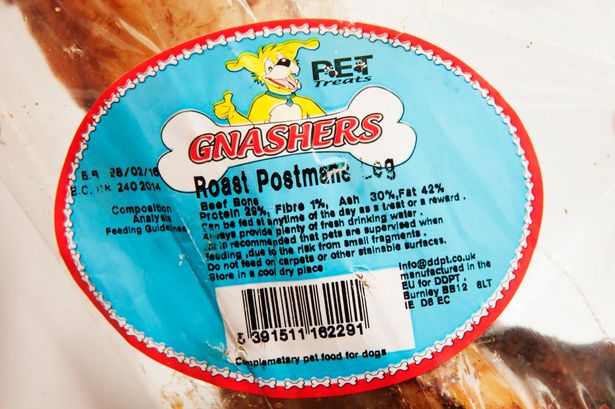 PET
Treats
GNASHERS
Roast Postmans Leg
B.B 28/02/16
B.C. UK 240 2014
Composition
Analysis
Feeding Guidelines
Beef Bone
Protein 29%, Fibre 1%, Ash 30%, Fat 42%
Can be fed at anytime of the day as a treat or a reward.
Always provide plenty of fresh drinking water.
It is recommended that pets are supervised when
feeding, due to the risk from small fragments.
Do not feed on carpets or other stainable surfaces.
Store in a cool dry place
Info@ddpt.co.uk
manufactured in the
EU for DDPT.
Burnley BB12 6LT
IE D6 EC
5 391511 162291
Complemetary pet food for dogs